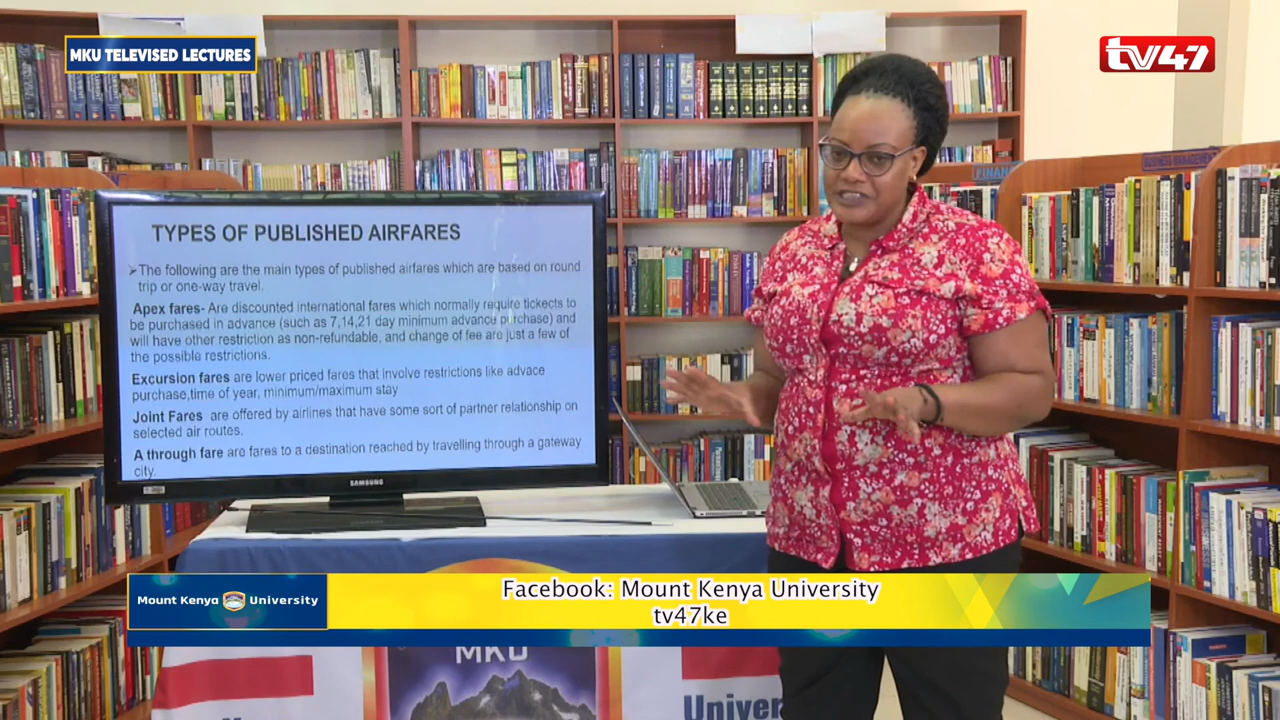 MKU TELEVISED LECTURES
tv47
BUSINESS MANAGEMENT
FINANCE
TYPES OF PUBLISHED AIRFARES
➢The following are the main types of published airfares which are based on round
trip or one-way travel.
Apex fares- Are discounted international fares which normally require tickects to
be purchased in advance (such as 7,14,21 day minimum advance purchase) and
will have other restriction as non-refundable, and change of fee are just a few of
the possible restrictions.
Excursion fares are lower priced fares that involve restrictions like advace
purchase,time of year, minimum/maximum stay
Joint Fares are offered by airlines that have some sort of partner relationship on
selected air routes.
A through fare are fares to a destination reached by travelling through a gateway
city.
SAMSUNG
Mount Kenya University
Facebook: Mount Kenya University
tv47ke
MKU
Univer